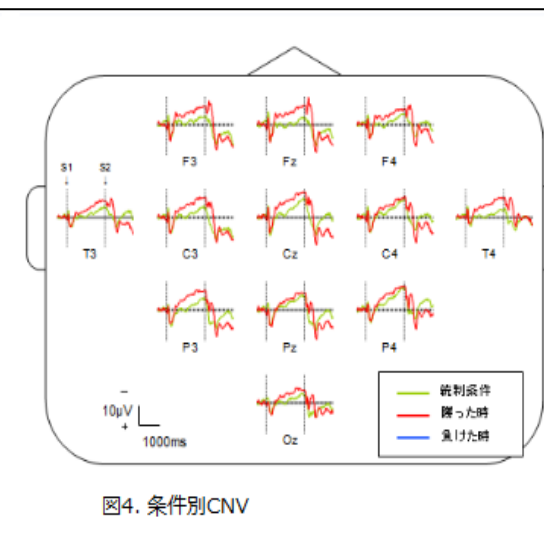 F3 Fz F4
S1 S2
T3 C3 Cz C4 T4
P3 Pz P4
Oz
－
10μV
+
1000ms
統制条件
勝った時
負けた時
図4. 条件別CNV